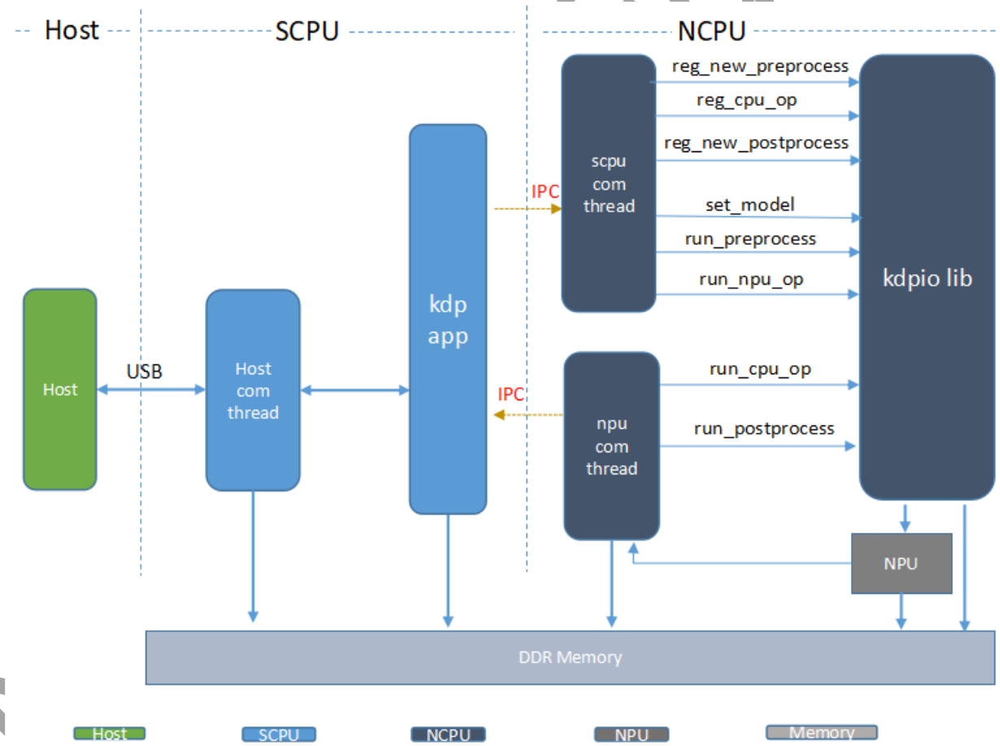 Host
SCPU
NCPU
reg_new_preprocess
reg_cpu_op
reg_new_postprocess
scpu
com
thread
IPC
set_model
run_preprocess
run_npu_op
kdpio lib
kdp
app
Host
USB
Host
com
thread
IPC
run_cpu_op
run_postprocess
npu
com
thread
NPU
DDR Memory
Host
SCPU
NCPU
NPU
Memory